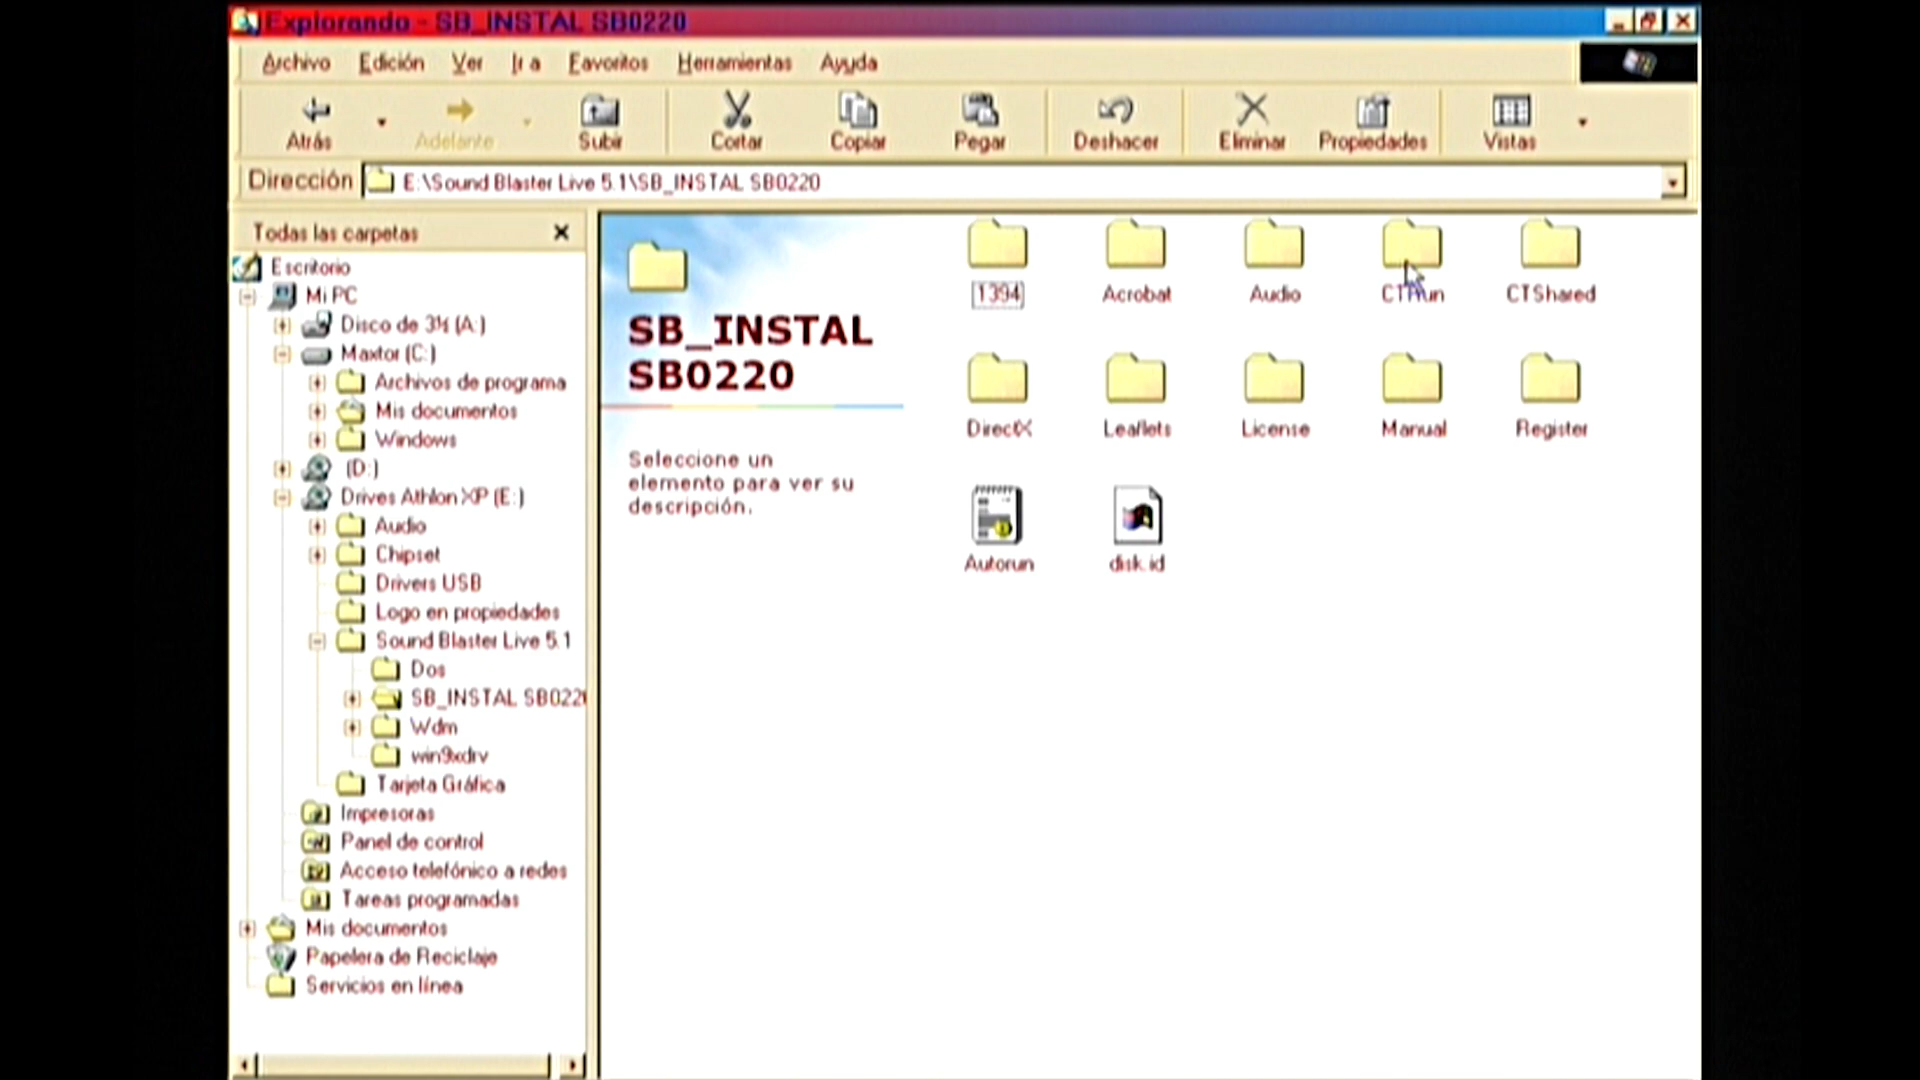 Explorando - SB_INSTAL SB0220
Archivo Edición Ver Ir a Favoritos Herramientas Ayuda
Atrás Adelante Subir Cortar Copiar Pegar Deshacer Eliminar Propiedades Vistas
Dirección E:\Sound Blaster Live 5.1\SB_INSTAL SB0220
Todas las carpetas
Escritorio
Mi PC
Disco de 3½ (A:)
Maxtor (C:)
Archivos de programa
Mis documentos
Windows
(D:)
Drives Athlon XP (E:)
Audio
Chipset
Drivers USB
Logo en propiedades
Sound Blaster Live 5.1
Dos
SB_INSTAL SB022
Wdm
win9xdrv
Tarjeta Gráfica
Impresoras
Panel de control
Acceso telefónico a redes
Tareas programadas
Mis documentos
Papelera de Reciclaje
Servicios en línea
SB_INSTAL
SB0220
Seleccione un
elemento para ver su
descripción.
1394 Acrobat Audio CTRun CTShared
DirectX Leaflets License Manual Register
Autorun disk.id